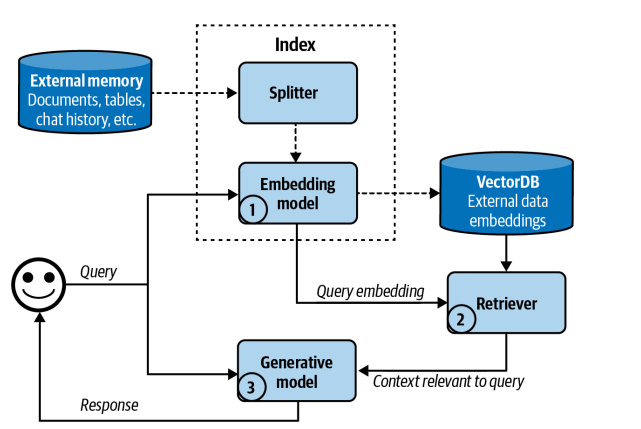 Index
External memory
Documents, tables,
chat history, etc.
Splitter
Embedding
model
1
VectorDB
External data
embeddings
Query
Query embedding
Retriever
2
Generative
model
3
Context relevant to query
Response